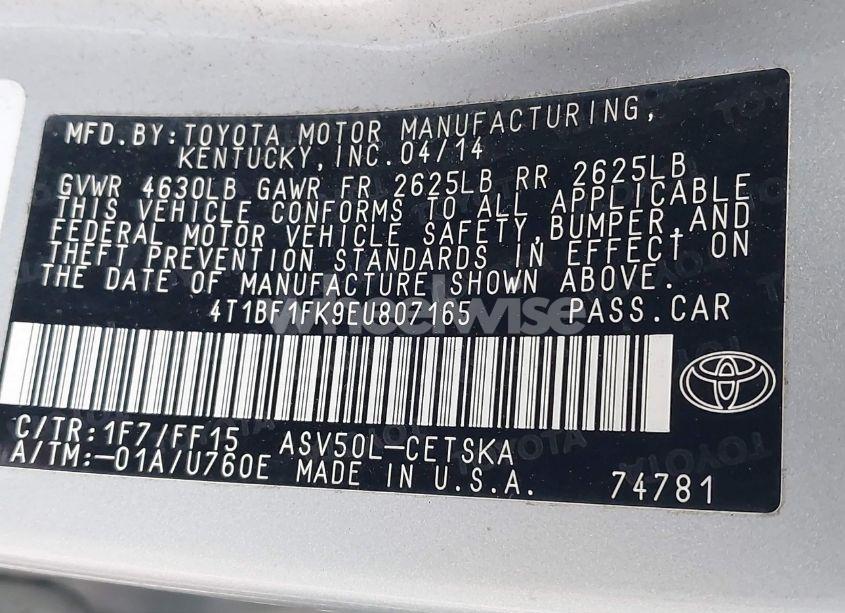 MFD.BY:TOYOTA MOTOR MANUFACTURING,
KENTUCKY,INC.04/14
GVWR 4630LB GAWR FR 2625LB RR 2625LB
THIS VEHICLE CONFORMS TO ALL APPLICABLE
FEDERAL MOTOR VEHICLE SAFETY,BUMPER,AND
THEFT PREVENTION STANDARDS IN EFFECT ON
THE DATE OF MANUFACTURE SHOWN ABOVE.
4T1BF1FK9EU807165 PASS.CAR
wheelwise
C/TR:1F7/FF15 ASV50L-CETSKA
A/TM:-01A/U760E MADE IN U.S.A. 74781